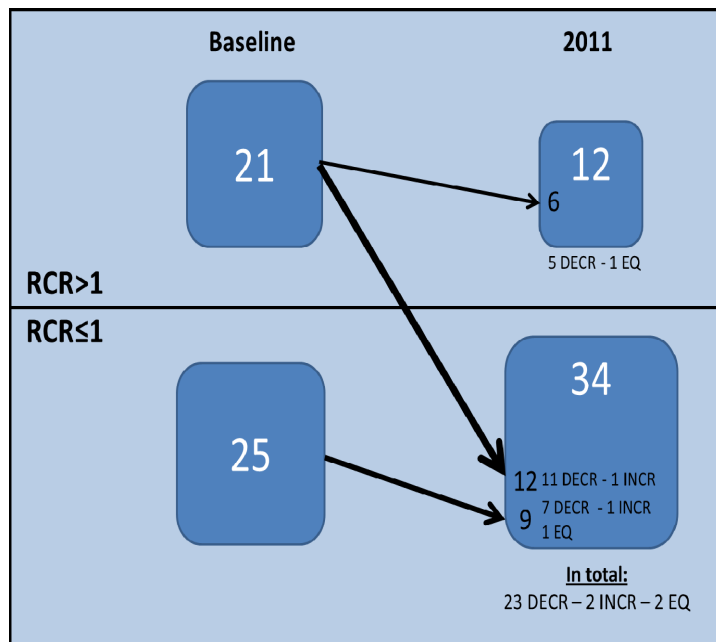 Baseline 2011
21
12
6
5 DECR - 1 EQ
RCR>1
RCR≤1
25
34
12 11 DECR - 1 INCR
9 7 DECR - 1 INCR
1 EQ
In total:
23 DECR – 2 INCR – 2 EQ